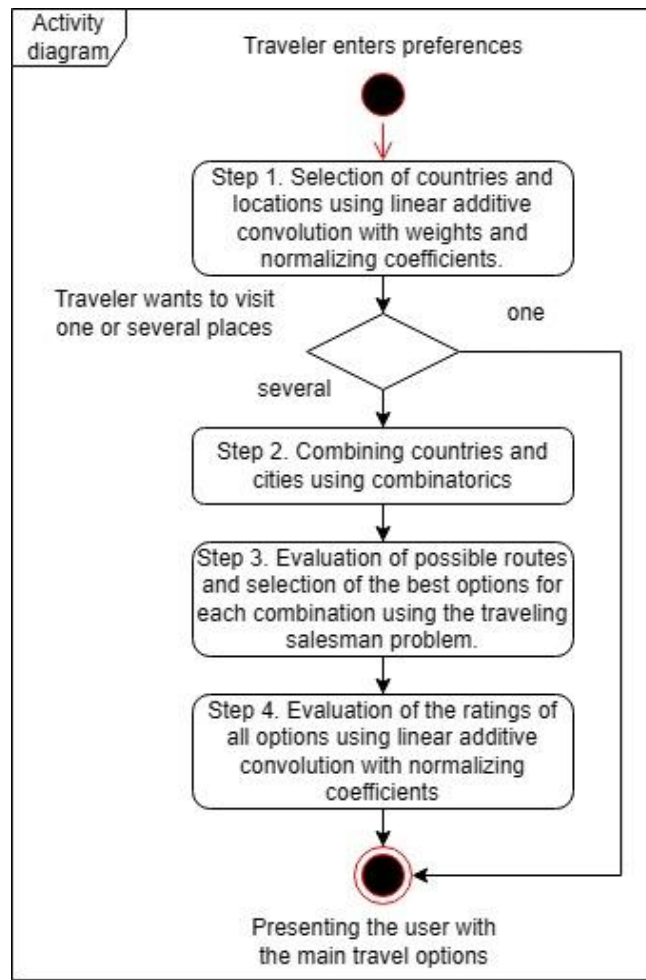 Activity
diagram
Traveler enters preferences
Step 1. Selection of countries and
locations using linear additive
convolution with weights and
normalizing coefficients.
Traveler wants to visit
one or several places
one
several
Step 2. Combining countries and
cities using combinatorics
Step 3. Evaluation of possible routes
and selection of the best options for
each combination using the traveling
salesman problem.
Step 4. Evaluation of the ratings of
all options using linear additive
convolution with normalizing
coefficients
Presenting the user with
the main travel options